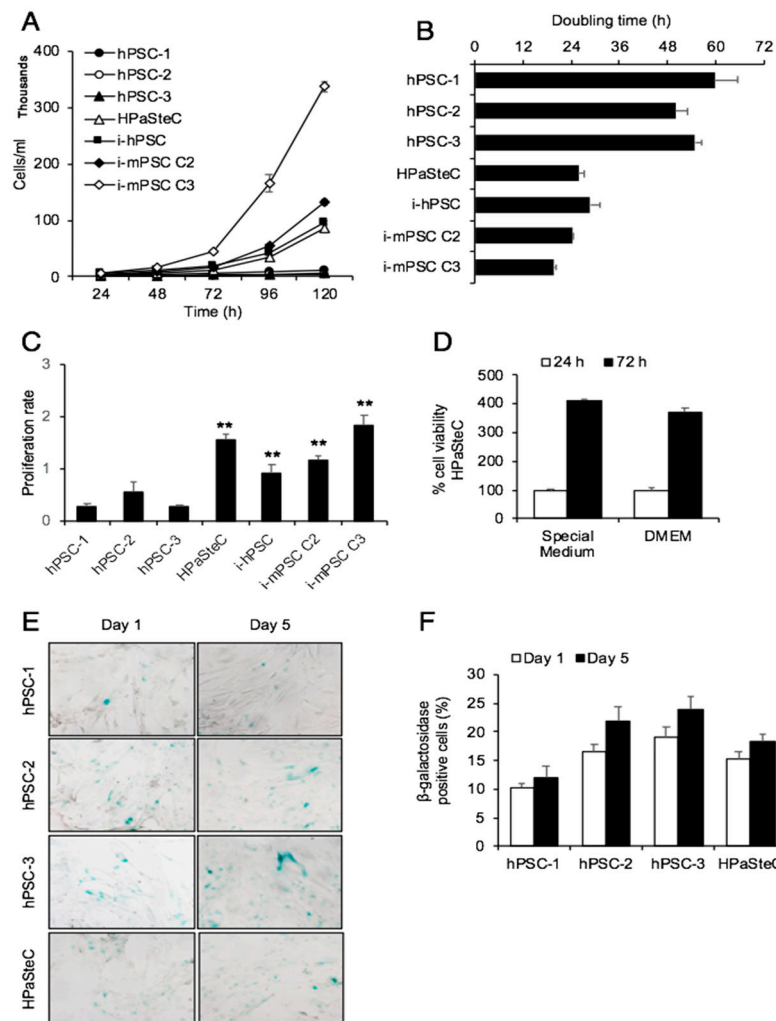 A
Thousands
Cells/ml
400
300
200
100
0
hPSC-1
hPSC-2
hPSC-3
HPaSteC
i-hPSC
i-mPSC C2
i-mPSC C3
24 48 72 96 120
Time (h)
B
Doubling time (h)
0 12 24 36 48 60 72
hPSC-1
hPSC-2
hPSC-3
HPaSteC
i-hPSC
i-mPSC C2
i-mPSC C3
C
Proliferation rate
3
2
1
0
** ** ** **
hPSC-1 hPSC-2 hPSC-3 HPaSteC i-hPSC i-mPSC C2 i-mPSC C3
D
24 h 72 h
% cell viability
HPaSteC
500
400
300
200
100
0
Special
Medium
DMEM
E
Day 1 Day 5
hPSC-1
hPSC-2
hPSC-3
HPaSteC
F
Day 1 Day 5
β-galactosidase
positive cells (%)
30
25
20
15
10
5
0
hPSC-1 hPSC-2 hPSC-3 HPaSteC